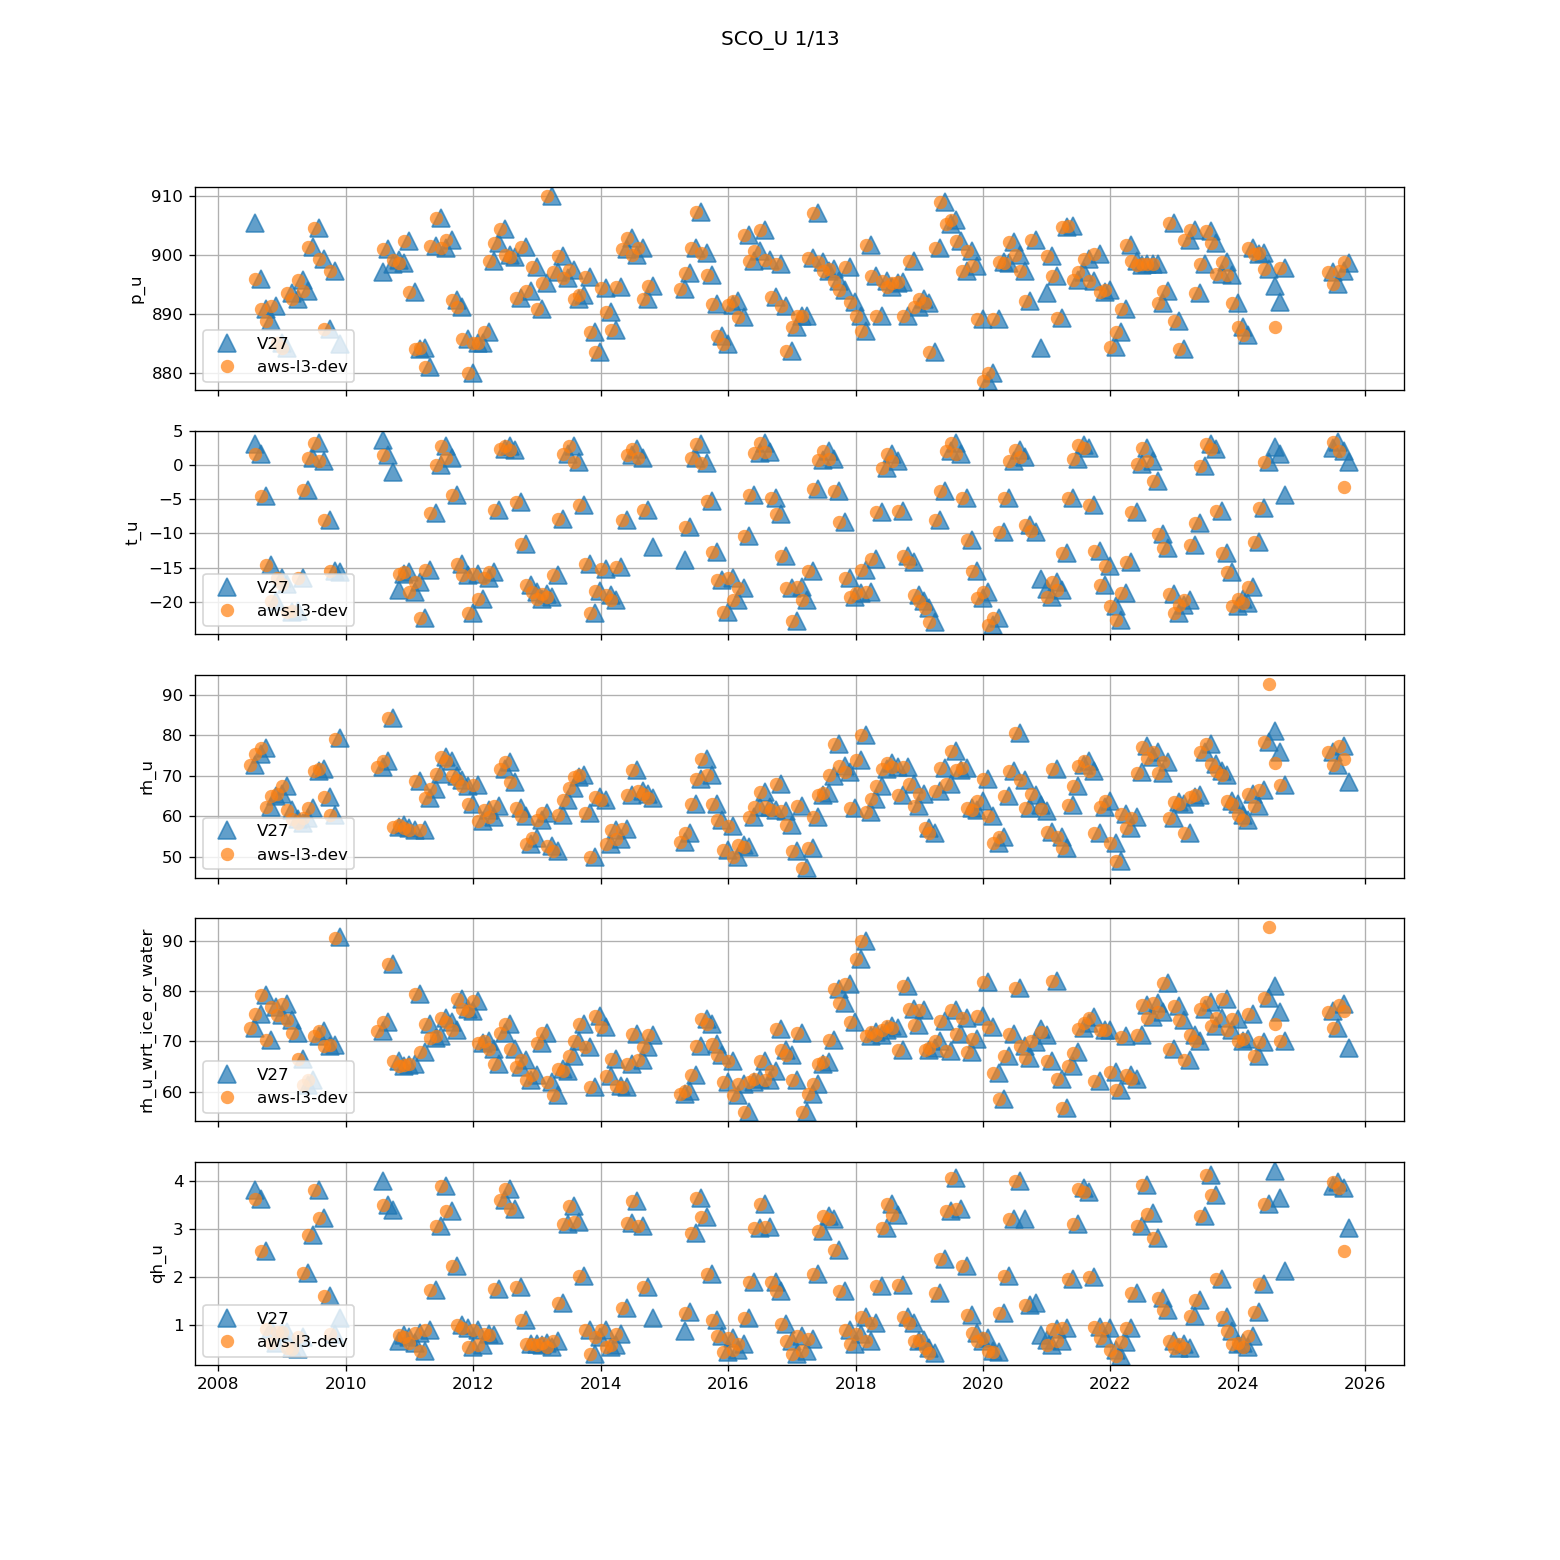 SCO_U 1/13
910
900
890
880
p_u
V27
aws-l3-dev
5
0
−5
−10
−15
−20
t_u
V27
aws-l3-dev
90
80
70
60
50
rh_u
V27
aws-l3-dev
90
80
70
60
rh_u_wrt_ice_or_water
V27
aws-l3-dev
4
3
2
1
qh_u
V27
aws-l3-dev
2008 2010 2012 2014 2016 2018 2020 2022 2024 2026